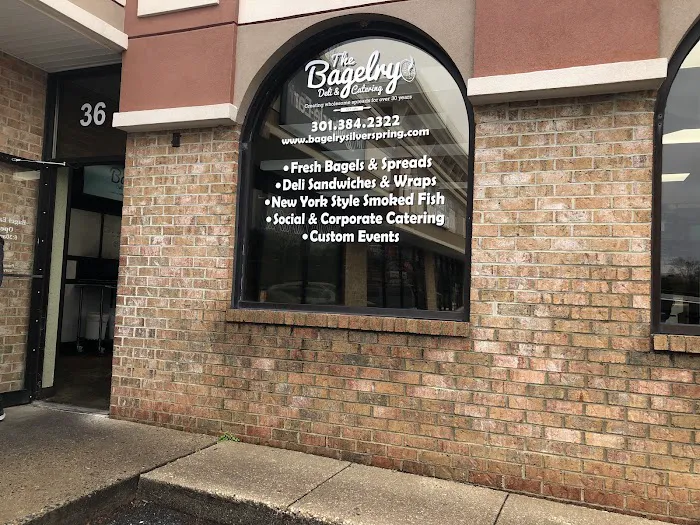 36
The
Bagelry
Deli & Catering
Creating wholesome spreads for over 30 years
301.384.2322
www.bagelrysilverspring.com
• Fresh Bagels & Spreads
• Deli Sandwiches & Wraps
• New York Style Smoked Fish
• Social & Corporate Catering
• Custom Events